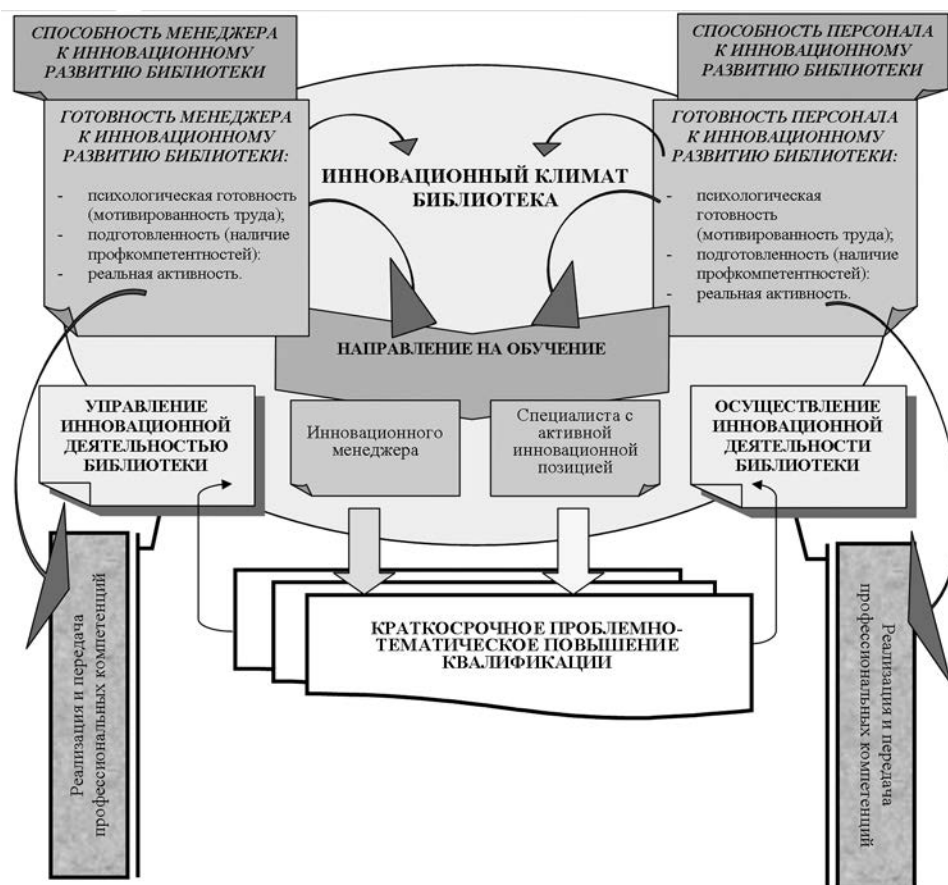 СПОСОБНОСТЬ МЕНЕДЖЕРА
К ИННОВАЦИОННОМУ
РАЗВИТИЮ БИБЛИОТЕКИ
СПОСОБНОСТЬ ПЕРСОНАЛА
К ИННОВАЦИОННОМУ
РАЗВИТИЮ БИБЛИОТЕКИ
ГОТОВНОСТЬ МЕНЕДЖЕРА
К ИННОВАЦИОННОМУ
РАЗВИТИЮ БИБЛИОТЕКИ:
- психологическая готовность
(мотивированность труда);
- подготовленность (наличие
профкомпетентностей):
- реальная активность.
ГОТОВНОСТЬ ПЕРСОНАЛА
К ИННОВАЦИОННОМУ
РАЗВИТИЮ БИБЛИОТЕКИ:
- психологическая
готовность
(мотивированность труда);
- подготовленность (наличие
профкомпетентностей):
- реальная активность.
ИННОВАЦИОННЫЙ КЛИМАТ
БИБЛИОТЕКА
НАПРАВЛЕНИЕ НА ОБУЧЕНИЕ
УПРАВЛЕНИЕ
ИННОВАЦИОННОЙ
ДЕЯТЕЛЬНОСТЬЮ
БИБЛИОТЕКИ
Инновационного
менеджера
Специалиста с
активной
инновационной
позицией
ОСУЩЕСТВЛЕНИЕ
ИННОВАЦИОННОЙ
ДЕЯТЕЛЬНОСТИ
БИБЛИОТЕКИ
КРАТКОСРОЧНОЕ ПРОБЛЕМНО-
ТЕМАТИЧЕСКОЕ ПОВЫШЕНИЕ
КВАЛИФИКАЦИИ
Реализация и передача
профессиональных компетенций
Реализация и передача
профессиональных компетенций